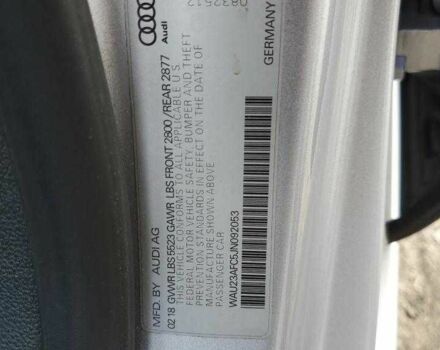 MFD. BY AUDI AG
02 18 GVWR LBS 5523 GAWR LBS FRONT 2800 /REAR 2877
THIS VEHICLE CONFORMS TO ALL APPLICABLE U.S.
FEDERAL MOTOR VEHICLE SAFETY, BUMPER AND THEFT
PREVENTION STANDARDS IN EFFECT ON THE DATE OF
MANUFACTURE SHOWN ABOVE
PASSENGER CAR
WAU23AFC5JN092053
Audi
GERMANY